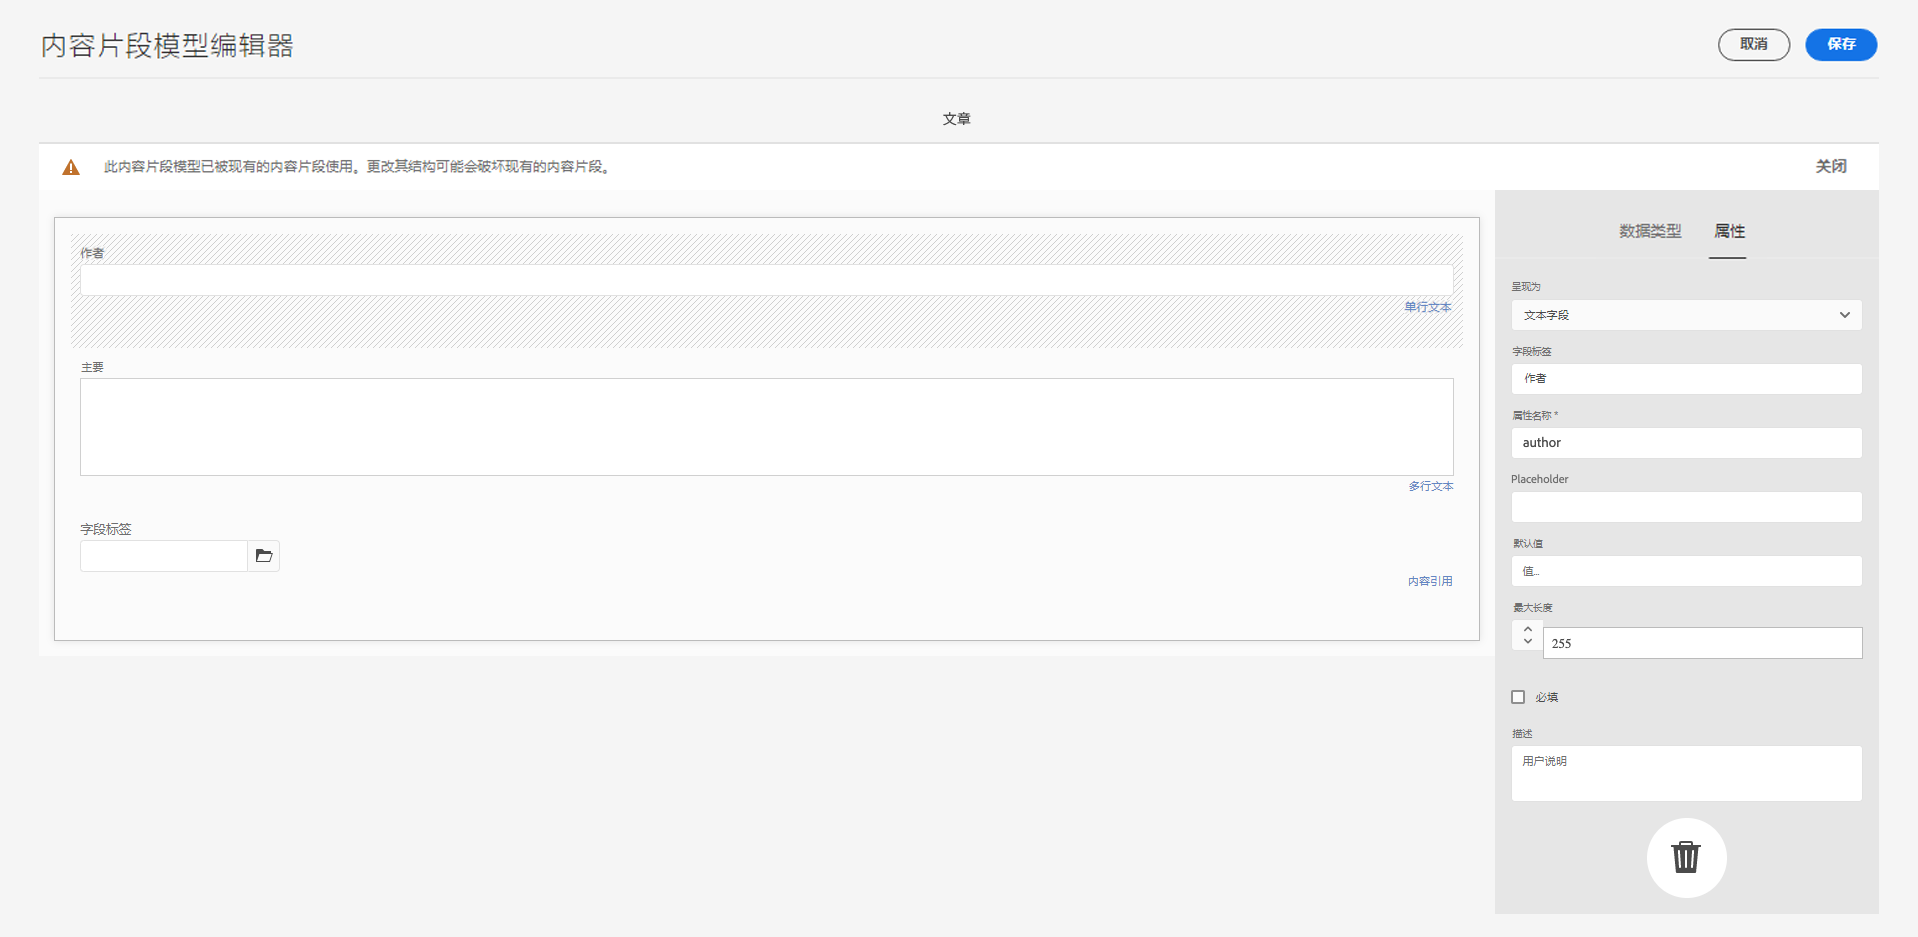 内容片段模型编辑器
取消
保存
文章
此内容片段模型已被现有的内容片段使用。更改其结构可能会破坏现有的内容片段。
关闭
作者
单行文本
主要
多行文本
字段标签
内容引用
数据类型
属性
呈现为
文本字段
字段标签
作者
属性名称 *
author
Placeholder
默认值
值...
最大长度
255
必填
描述
用户说明